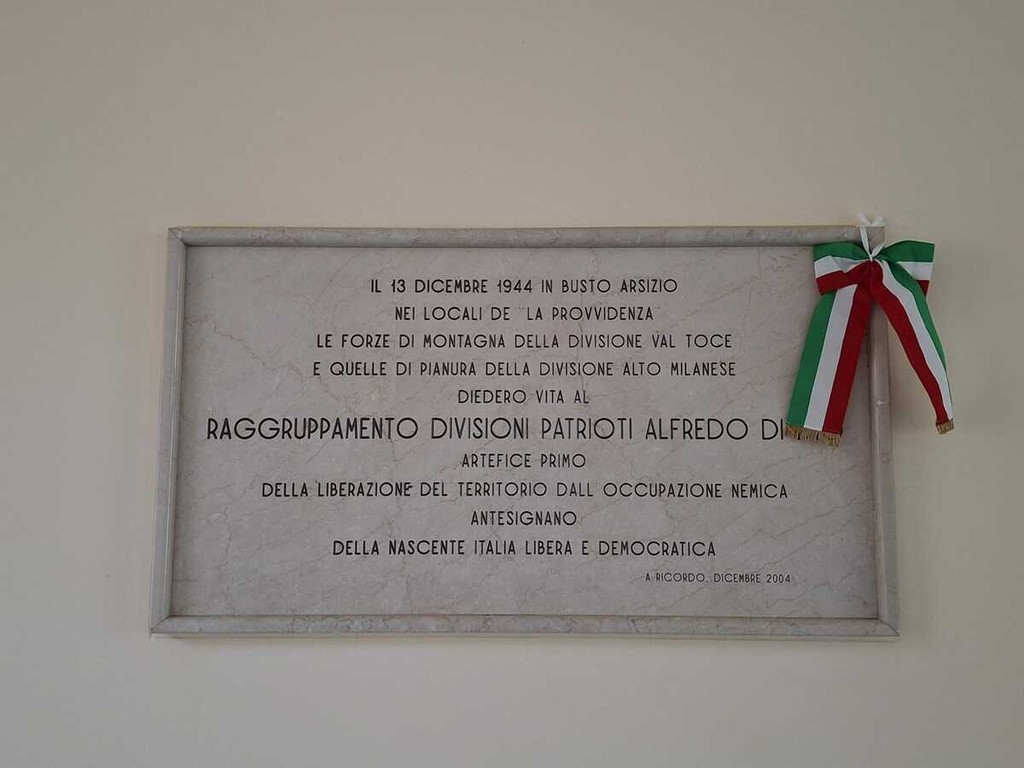 IL 13 DICEMBRE 1944 IN BUSTO ARSIZIO
NEI LOCALI DE "LA PROVVIDENZA"
LE FORZE DI MONTAGNA DELLA DIVISIONE VAL TOCE
E QUELLE DI PIANURA DELLA DIVISIONE ALTO MILANESE
DIEDERO VITA AL
RAGGRUPPAMENTO DIVISIONI PATRIOTI ALFREDO
ARTEFICE PRIMO
DELLA LIBERAZIONE DEL TERRITORIO DALL OCCUPAZIONE NEMICA
ANTESIGNANO
DELLA NASCENTE ITALIA LIBERA E DEMOCRATICA
A RICORDO, DICEMBRE 2004